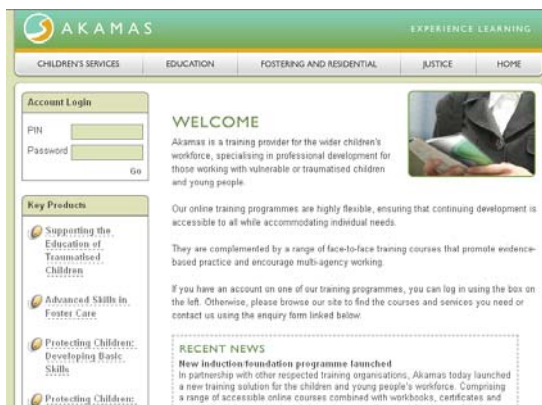 AKAMAS
EXPERIENCE LEARNING
CHILDREN'S SERVICES
EDUCATION
FOSTERING AND RESIDENTIAL
JUSTICE
HOME
Account Login
PIN
Password
Go
Key Products
Supporting the
Education of
Traumatised
Children
Advanced Skills in
Foster Care
Protecting Children:
Developing Basic
Skills
Protecting Children:
WELCOME
Akamas is a training provider for the wider children's
workforce, specialising in professional development for
those working with vulnerable or traumatised children
and young people.
Our online training programmes are highly flexible, ensuring that continuing development is
accessible to all while accommodating individual needs.
They are complemented by a range of face-to-face training courses that promote evidence-
based practice and encourage multi-agency working.
If you have an account on one of our training programmes, you can log in using the box on
the left. Otherwise, please browse our site to find the courses and services you need or
contact us using the enquiry form linked below.
RECENT NEWS
New induction/foundation programme launched
In partnership with other respected training organisations, Akamas today launched
a new training solution for the children and young people's workforce. Comprising
a range of accessible online courses combined with workbooks, certificates and